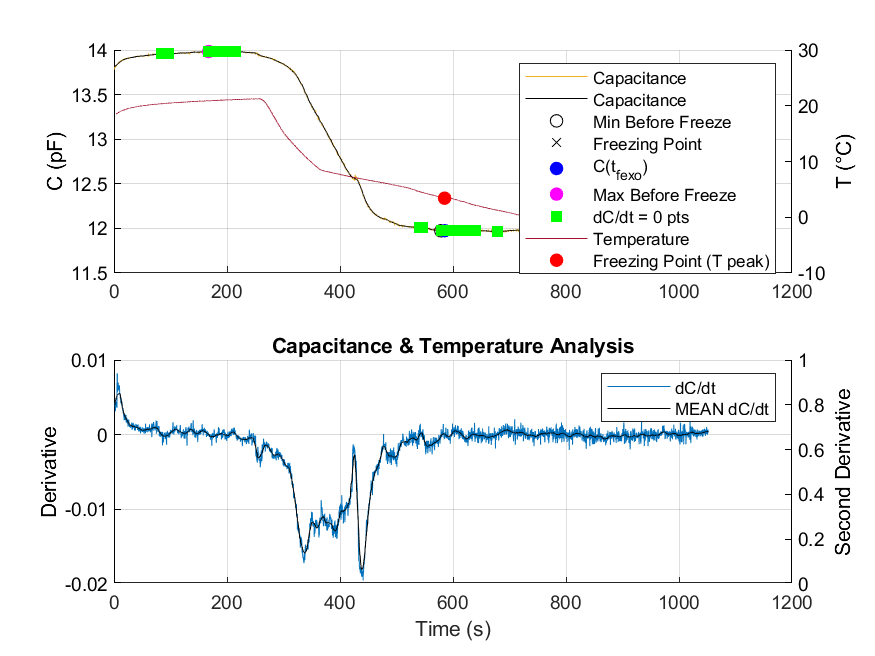 14
13.5
13
12.5
12
11.5
C (pF)
30
20
10
0
-10
T (°C)
0
200
400
600
800
1000
1200
Capacitance
Capacitance
Min Before Freeze
Freezing Point
C(t_fexo)
Max Before Freeze
dC/dt = 0 pts
Temperature
Freezing Point (T peak)
Capacitance & Temperature Analysis
0.01
0
-0.01
-0.02
Derivative
1
0.8
0.6
0.4
0.2
0
Second Derivative
dC/dt
MEAN dC/dt
0
200
400
600
800
1000
1200
Time (s)